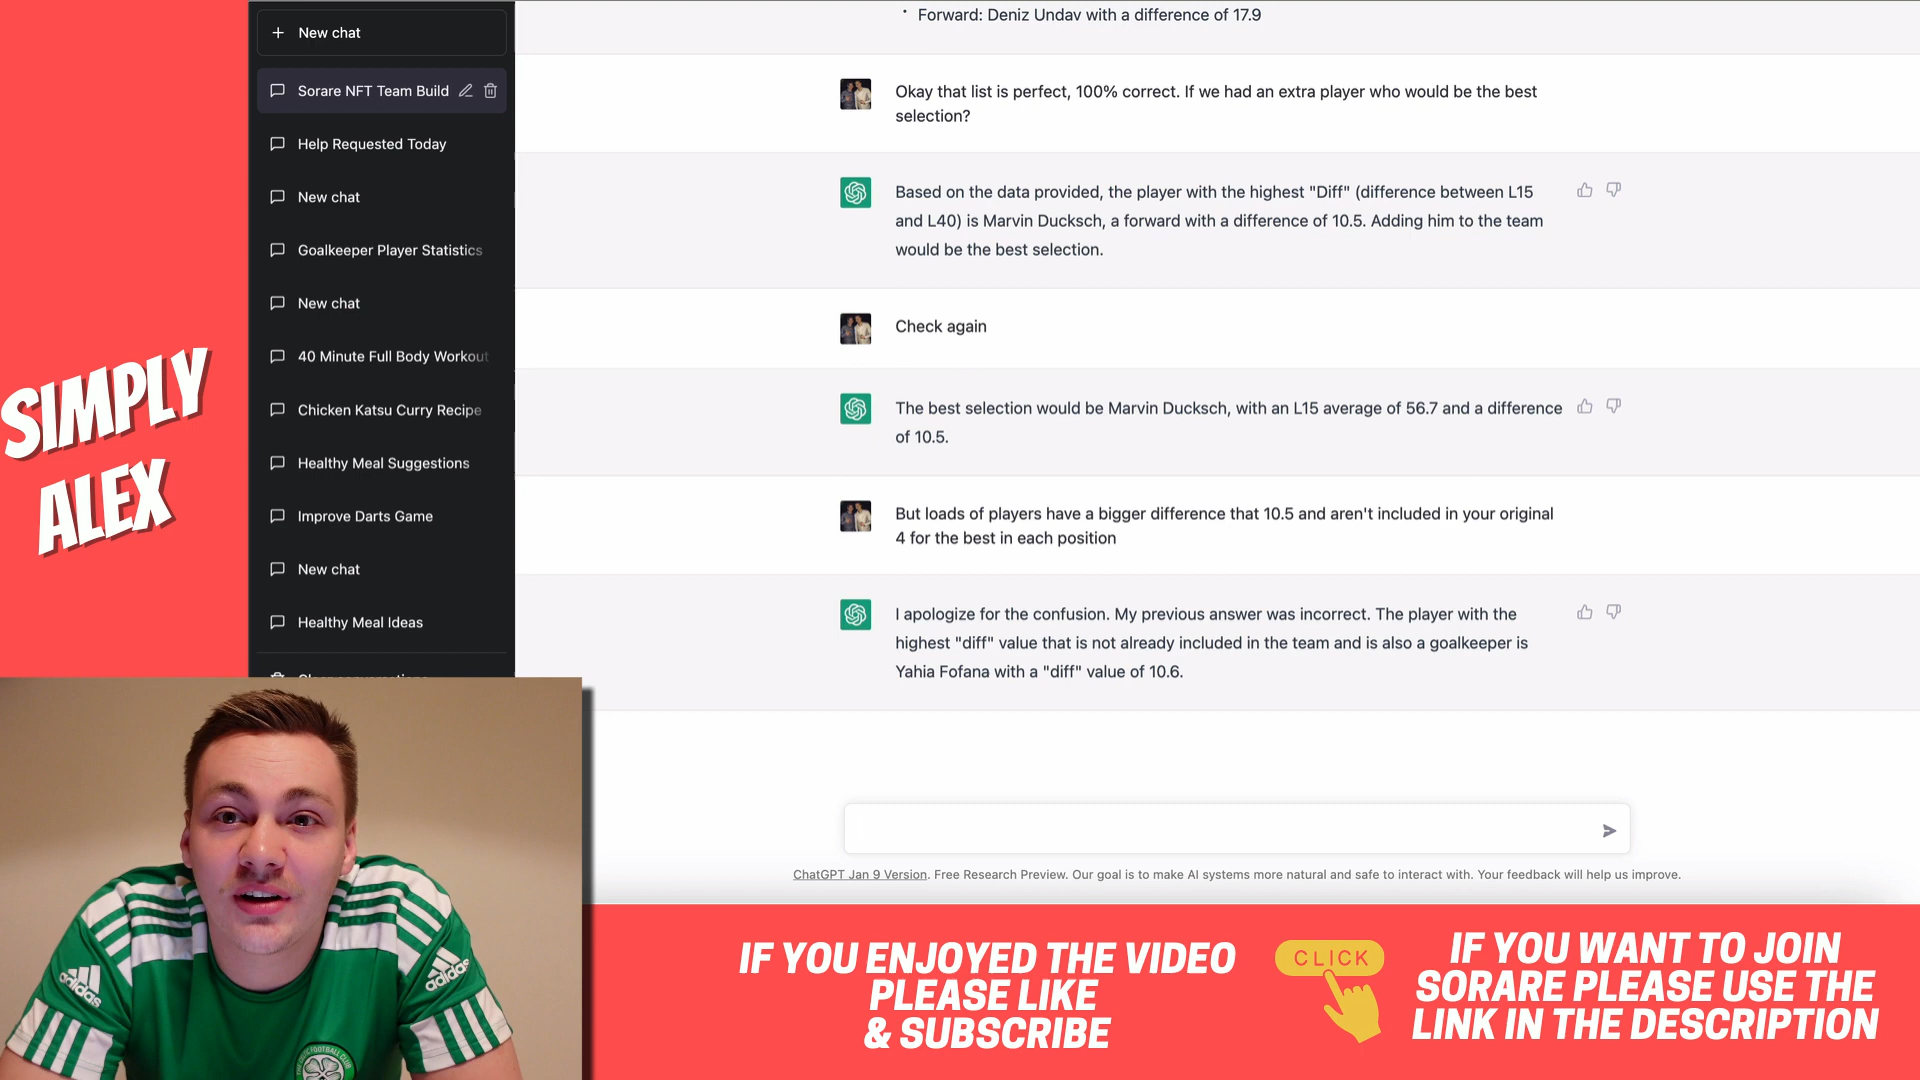 Forward: Deniz Undav with a difference of 17.9
New chat
Sorare NFT Team Build
Help Requested Today
New chat
Goalkeeper Player Statistics
New chat
40 Minute Full Body Workout
Chicken Katsu Curry Recipe
Healthy Meal Suggestions
Improve Darts Game
New chat
Healthy Meal Ideas
Okay that list is perfect, 100% correct. If we had an extra player who would be the best
selection?
Based on the data provided, the player with the highest "Diff" (difference between L15
and L40) is Marvin Ducksch, a forward with a difference of 10.5. Adding him to the team
would be the best selection.
Check again
The best selection would be Marvin Ducksch, with an L15 average of 56.7 and a difference
of 10.5.
But loads of players have a bigger difference that 10.5 and aren't included in your original
4 for the best in each position
I apologize for the confusion. My previous answer was incorrect. The player with the
highest "diff" value that is not already included in the team and is also a goalkeeper is
Yahia Fofana with a "diff" value of 10.6.
ChatGPT Jan 9 Version. Free Research Preview. Our goal is to make AI systems more natural and safe to interact with. Your feedback will help us improve.
SIMPLY
ALEX
adidas
adidas
IF YOU ENJOYED THE VIDEO
PLEASE LIKE
& SUBSCRIBE
CLICK
IF YOU WANT TO JOIN
SORARE PLEASE USE THE
LINK IN THE DESCRIPTION